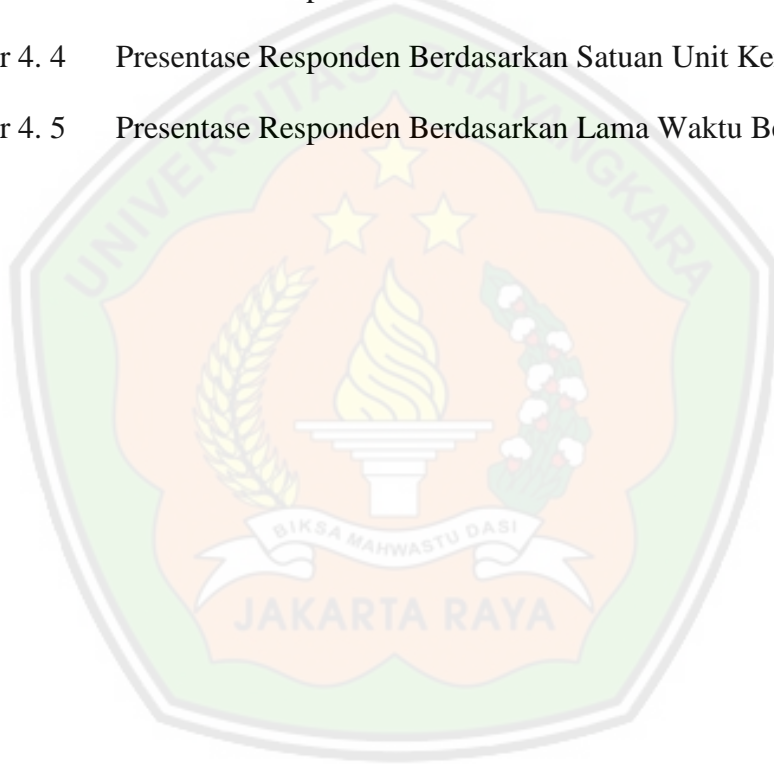 r 4. 4 Presentase Responden Berdasarkan Satuan Unit Ke
r 4. 5 Presentase Responden Berdasarkan Lama Waktu Be
UNIVERSITAS BHAYANGKARA
BIKSA MAHWASTU DASI
JAKARTA RAYA